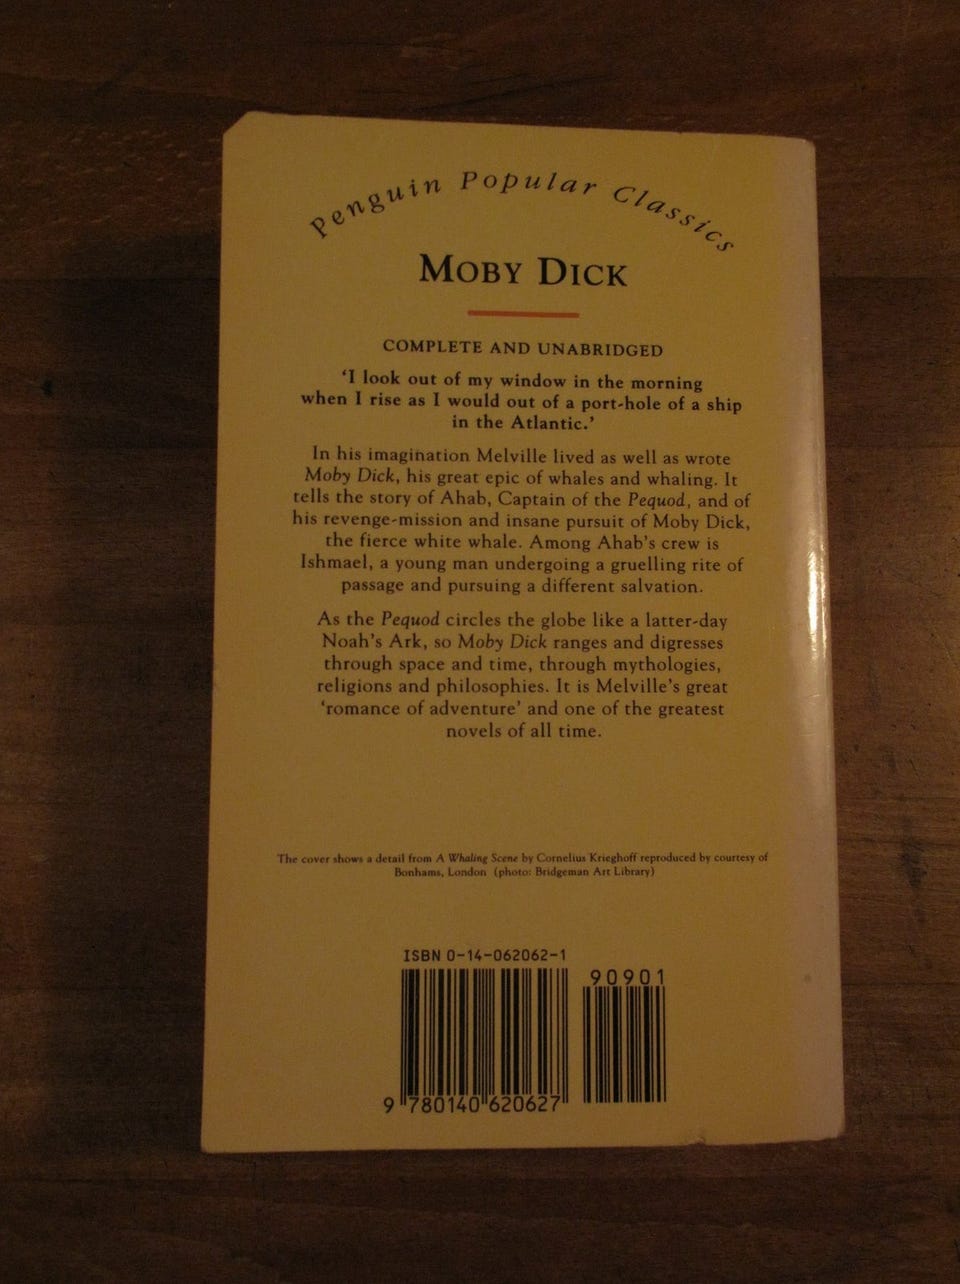 Penguin Popular Classics
MOBY DICK
COMPLETE AND UNABRIDGED
‘I look out of my window in the morning
when I rise as I would out of a port-hole of a ship
in the Atlantic.’
In his imagination Melville lived as well as wrote
Moby Dick, his great epic of whales and whaling. It
tells the story of Ahab, Captain of the Pequod, and of
his revenge-mission and insane pursuit of Moby Dick,
the fierce white whale. Among Ahab’s crew is
Ishmael, a young man undergoing a gruelling rite of
passage and pursuing a different salvation.
As the Pequod circles the globe like a latter-day
Noah’s Ark, so Moby Dick ranges and digresses
through space and time, through mythologies,
religions and philosophies. It is Melville’s great
‘romance of adventure’ and one of the greatest
novels of all time.
The cover shows a detail from A Whaling Scene by Cornelius Krieghoff reproduced by courtesy of
Bonhams, London (photo: Bridgeman Art Library)
ISBN 0-14-062062-1
90901
9 780140 620627